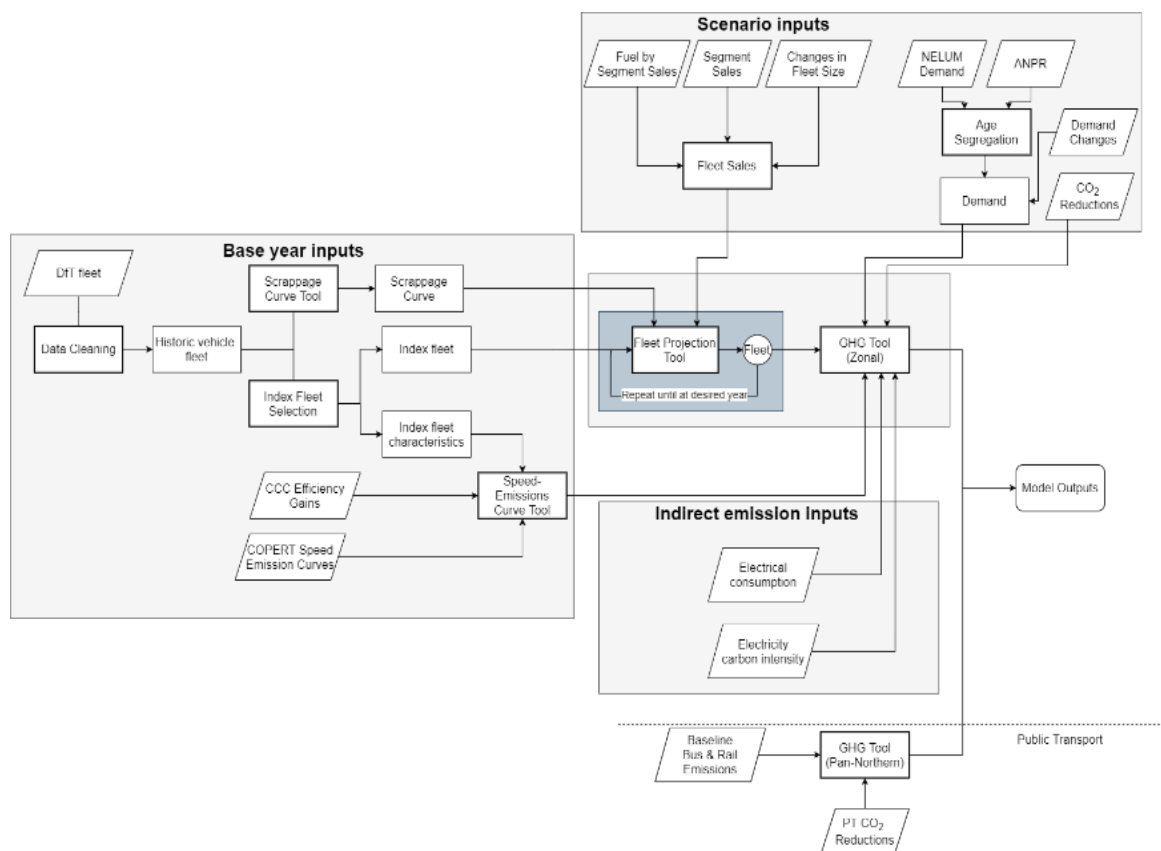 Scenario inputs
Fuel by
Segment Sales
Segment
Sales
Changes in
Fleet Size
NELUM
Demand
ANPR
Age
Segregation
Demand
Changes
Fleet Sales
Demand
CO₂
Reductions
Base year inputs
DfT fleet
Scrappage
Curve Tool
Scrappage
Curve
Data Cleaning
Historic vehicle
fleet
Index fleet
Fleet Projection
Tool
Fleet
GHG Tool
(Zonal)
Repeat until at desired year
Index Fleet
Selection
Index fleet
characteristics
CCC Efficiency
Gains
Speed-
Emissions
Curve Tool
COPERT Speed
Emission Curves
Model Outputs
Indirect emission inputs
Electrical
consumption
Electricity
carbon intensity
Public Transport
Baseline
Bus & Rail
Emissions
GHG Tool
(Pan-Northern)
PT CO₂
Reductions